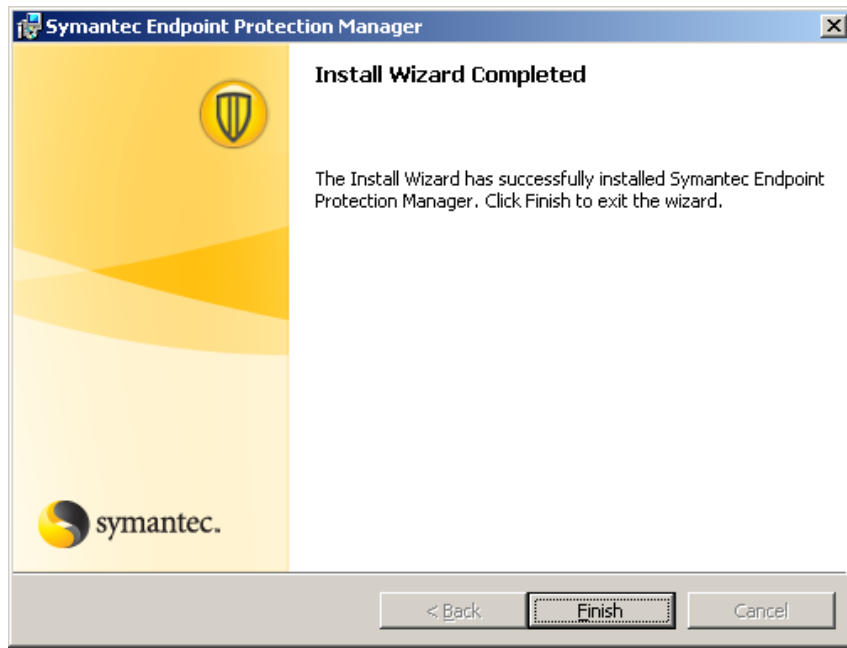 Symantec Endpoint Protection Manager
Install Wizard Completed
The Install Wizard has successfully installed Symantec Endpoint
Protection Manager. Click Finish to exit the wizard.
symantec.
< Back
Finish
Cancel